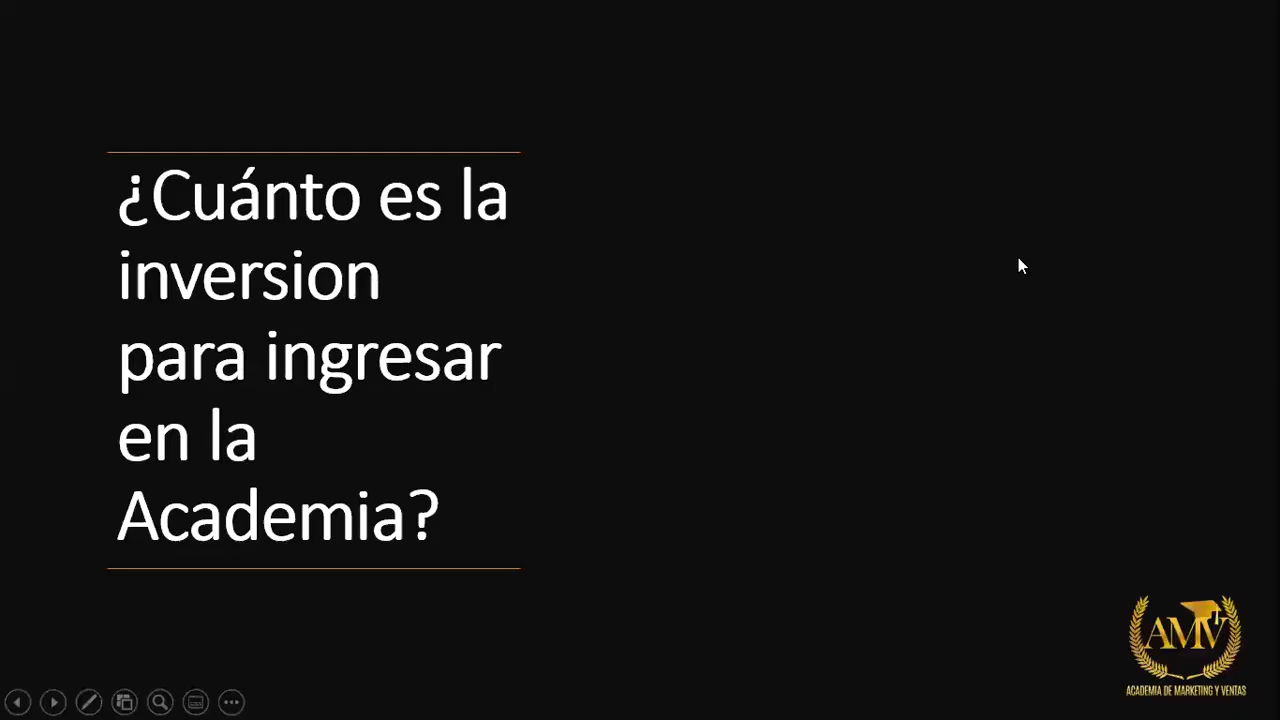 ¿Cuánto es la
inversion
para ingresar
en la
Academia?
AMV
ACADEMIA DE MARKETING Y VENTAS